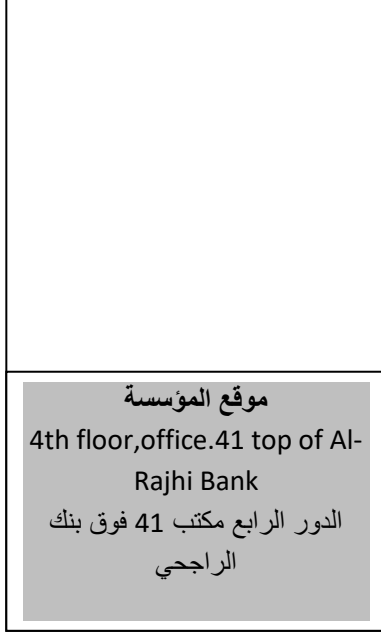 موقع المؤسسة
4th floor,office.41 top of Al-
Rajhi Bank
الدور الرابع مكتب 41 فوق بنك
الراجحي